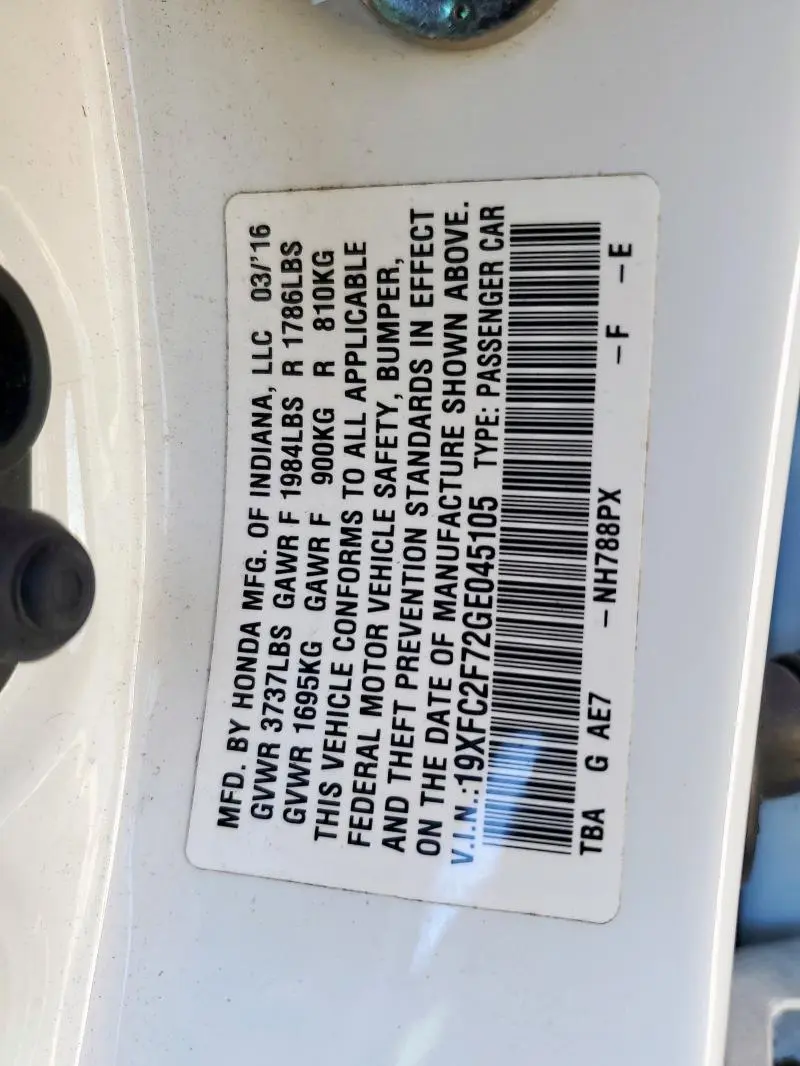 MFD. BY HONDA MFG. OF INDIANA, LLC 03/'16
GVWR 3737LBS GAWR F 1984LBS R 1786LBS
GVWR 1695KG GAWR F 900KG R 810KG
THIS VEHICLE CONFORMS TO ALL APPLICABLE
FEDERAL MOTOR VEHICLE SAFETY, BUMPER,
AND THEFT PREVENTION STANDARDS IN EFFECT
ON THE DATE OF MANUFACTURE SHOWN ABOVE.
V.I.N.:19XFC2F72GE045105 TYPE: PASSENGER CAR
TBA G AE7 –NH788PX –F –E